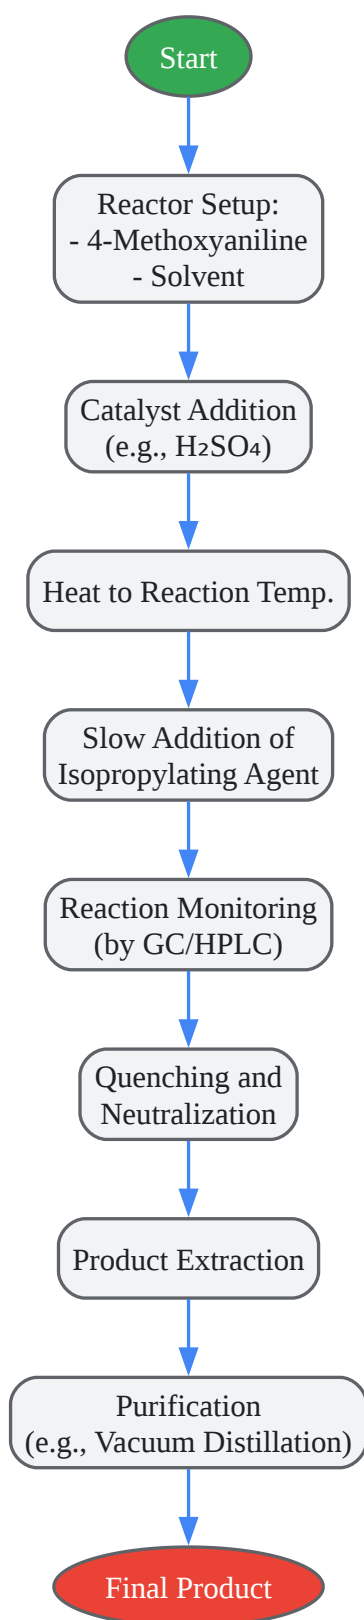 Start
Reactor Setup:
- 4-Methoxyaniline
- Solvent
Catalyst Addition
(e.g., H₂SO₄)
Heat to Reaction Temp.
Slow Addition of
Isopropylating Agent
Reaction Monitoring
(by GC/HPLC)
Quenching and
Neutralization
Product Extraction
Purification
(e.g., Vacuum Distillation)
Final Product